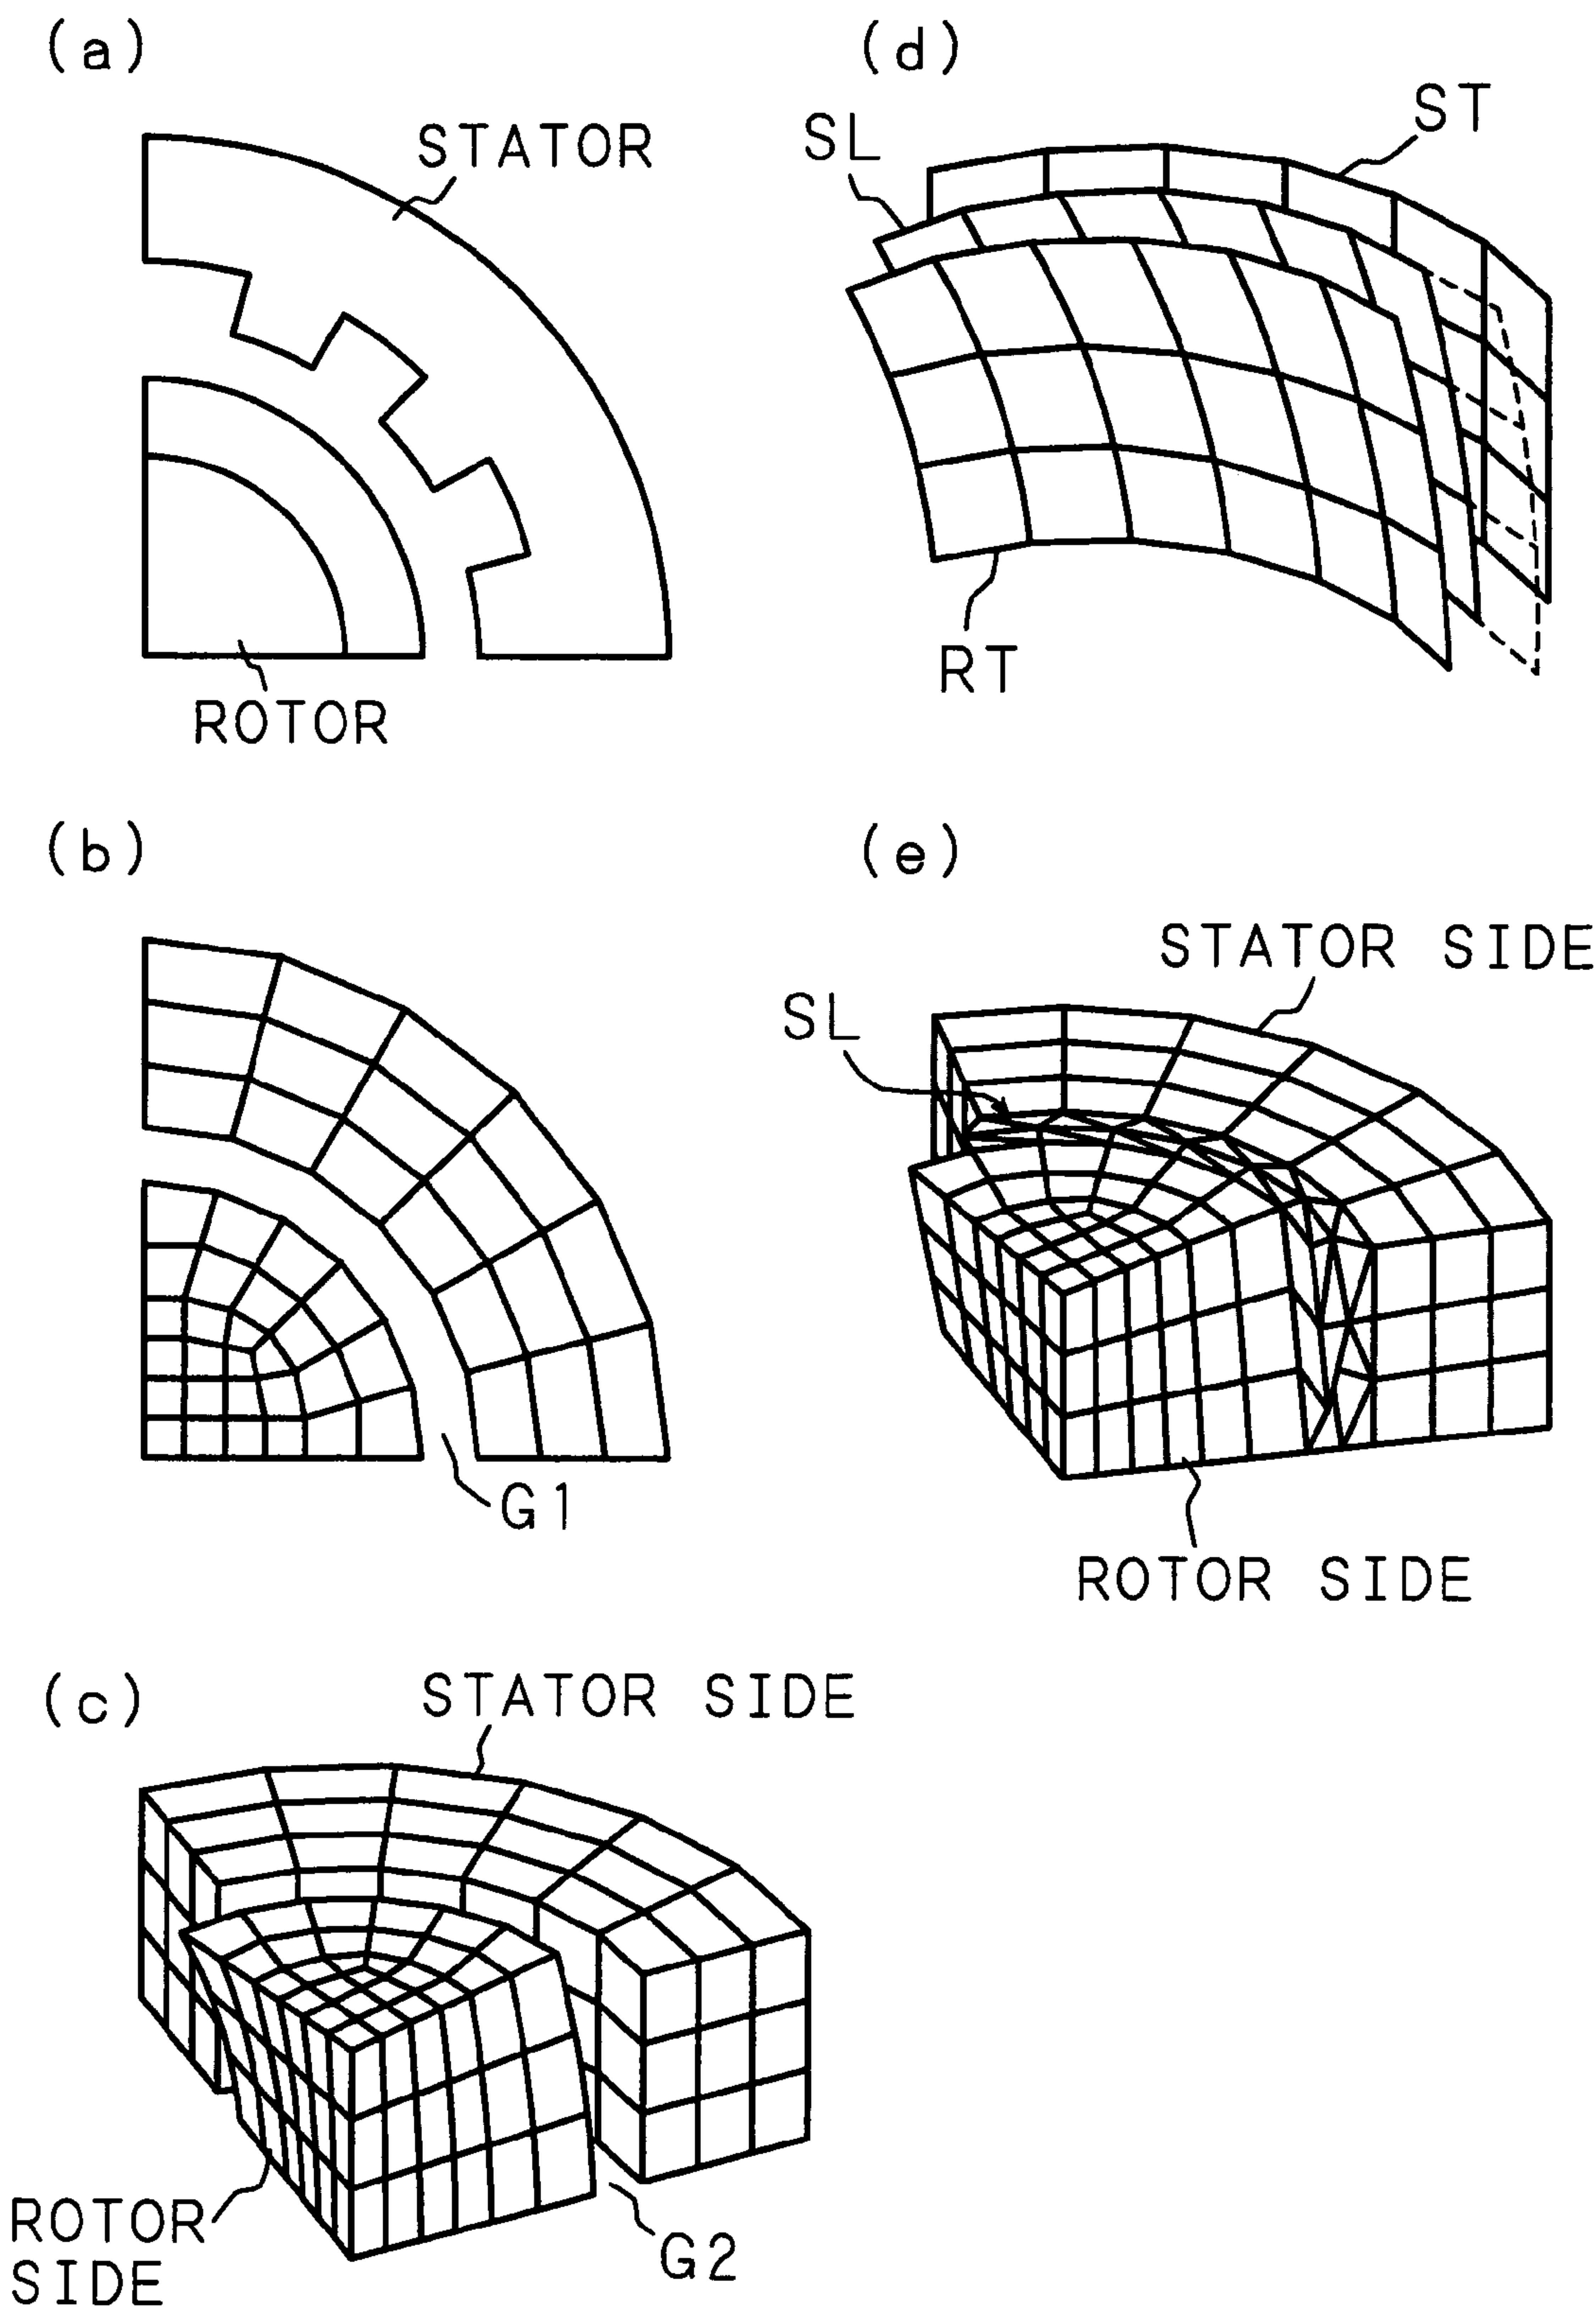 (a)
STATOR
ROTOR
(b)
G1
(c)
STATOR SIDE
ROTOR
SIDE
G2
(d)
SL
ST
RT
(e)
STATOR SIDE
SL
ROTOR SIDE